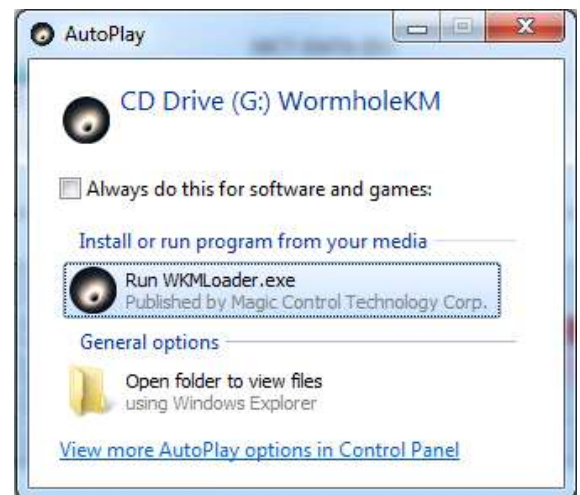 AutoPlay
CD Drive (G:) WormholeKM
Always do this for software and games:
Install or run program from your media
Run WKMLoader.exe
Published by Magic Control Technology Corp.
General options
Open folder to view files
using Windows Explorer
View more AutoPlay options in Control Panel